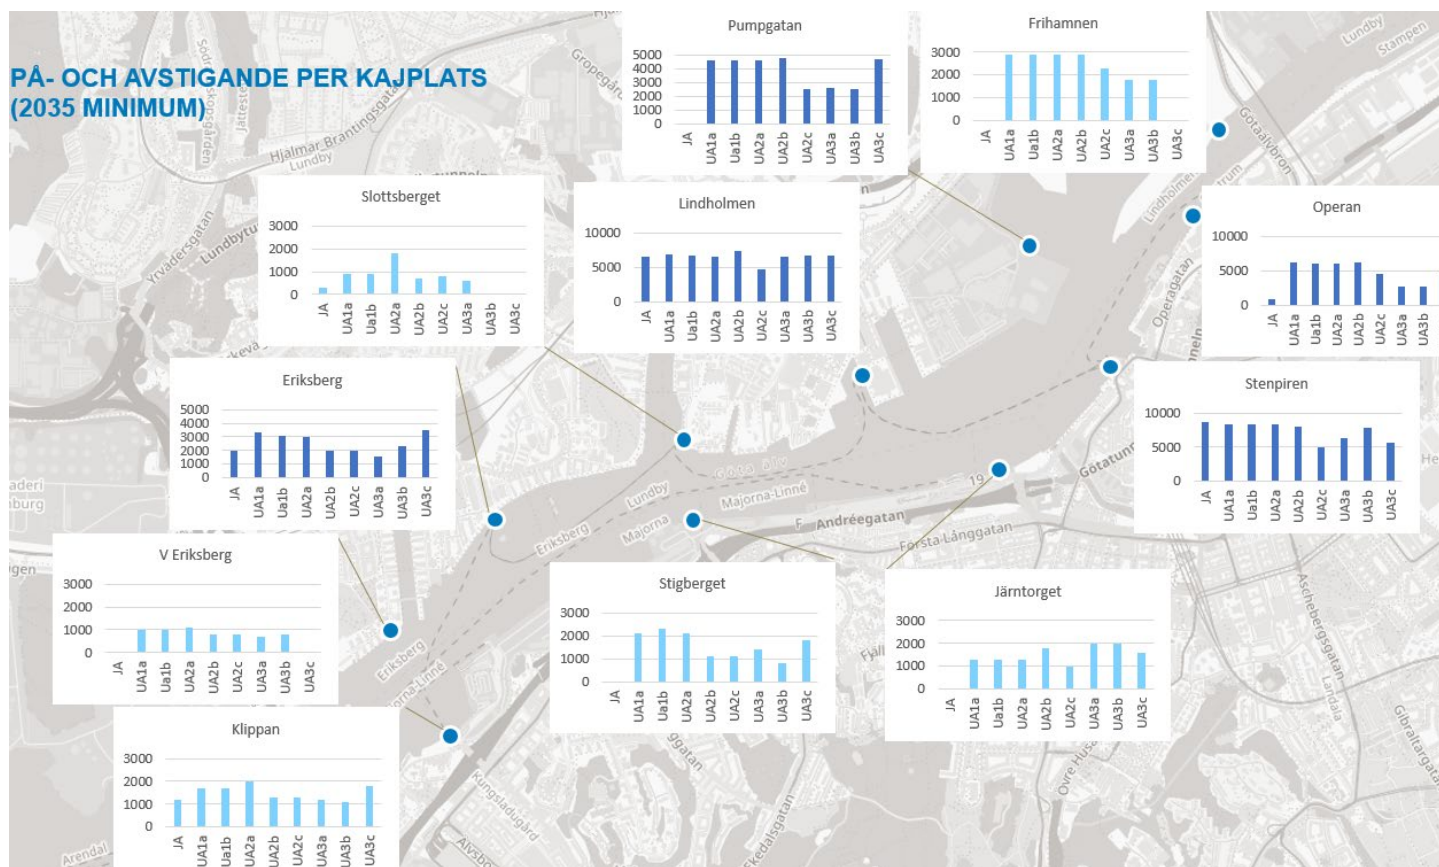 PÅ- OCH AVSTIGANDE PER KAJPLATS
(2035 MINIMUM)
Pumpgatan
5000
4000
3000
2000
1000
0
JA
UA1a
Ua1b
UA2a
UA2b
UA2c
UA3a
UA3b
UA3c
Frihamnen
3000
2000
1000
0
JA
UA1a
Ua1b
UA2a
UA2b
UA2c
UA3a
UA3b
UA3c
Slottsberget
3000
2000
1000
0
JA
UA1a
Ua1b
UA2a
UA2b
UA2c
UA3a
UA3b
UA3c
Lindholmen
10000
5000
0
JA
UA1a
Ua1b
UA2a
UA2b
UA2c
UA3a
UA3b
UA3c
Operan
10000
5000
0
JA
UA1a
Ua1b
UA2a
UA2b
UA2c
UA3a
UA3b
Eriksberg
5000
4000
3000
2000
1000
0
JA
UA1a
Ua1b
UA2a
UA2b
UA2c
UA3a
UA3b
UA3c
Stenpiren
10000
5000
0
JA
UA1a
Ua1b
UA2a
UA2b
UA2c
UA3a
UA3b
UA3c
V Eriksberg
3000
2000
1000
0
JA
UA1a
Ua1b
UA2a
UA2b
UA2c
UA3a
UA3b
UA3c
Stigberget
3000
2000
1000
0
JA
UA1a
Ua1b
UA2a
UA2b
UA2c
UA3a
UA3b
UA3c
Järntorget
3000
2000
1000
0
JA
UA1a
Ua1b
UA2a
UA2b
UA2c
UA3a
UA3b
UA3c
Klippan
3000
2000
1000
0
JA
UA1a
Ua1b
UA2a
UA2b
UA2c
UA3a
UA3b
UA3c
Hjalmar Brantingsgatan
Lundby
Jättesten
Yrvädersgatan
Lundby
Stampen
Götaälvbron
Lindholmen
Operagatan
Götatunneln
Göta älv
Lundby
Majorna-Linné
Eriksberg
Majorna
Andréegatan
Första Långgatan
19
Eriksberg
Kungsladugård
Arendal
Ekedalsgatan
Aschebergsgatan
Landala
Gibraltargatan